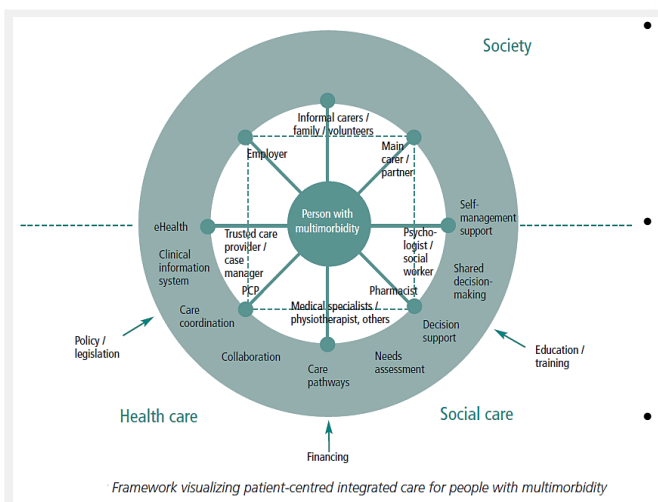 Society
Informal carers /
family / volunteers
Employer
Main
carer /
partner
Person with
multimorbidity
Trusted care
provider /
case
manager
Psycho-
logist /
social
worker
PCP
Pharmacist
Medical specialists /
physiotherapist, others
eHealth
Clinical
information
system
Care
coordination
Collaboration
Care
pathways
Needs
assessment
Decision
support
Shared
decision-
making
Self-
management
support
Policy /
legislation
Education /
training
Health care
Social care
Financing
Framework visualizing patient-centred integrated care for people with multimorbidity